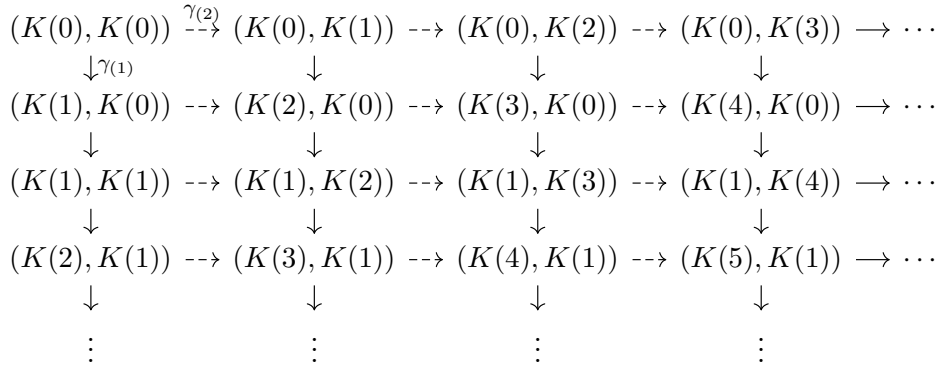 γ(2)
(K(0), K(0)) ⇢ (K(0), K(1)) ⇢ (K(0), K(2)) ⇢ (K(0), K(3)) ⟶ ⋯
↓γ(1) ↓ ↓ ↓
(K(1), K(0)) ⇢ (K(2), K(0)) ⇢ (K(3), K(0)) ⇢ (K(4), K(0)) ⟶ ⋯
↓ ↓ ↓ ↓
(K(1), K(1)) ⇢ (K(1), K(2)) ⇢ (K(1), K(3)) ⇢ (K(1), K(4)) ⟶ ⋯
↓ ↓ ↓ ↓
(K(2), K(1)) ⇢ (K(3), K(1)) ⇢ (K(4), K(1)) ⇢ (K(5), K(1)) ⟶ ⋯
↓ ↓ ↓ ↓
⋮ ⋮ ⋮ ⋮